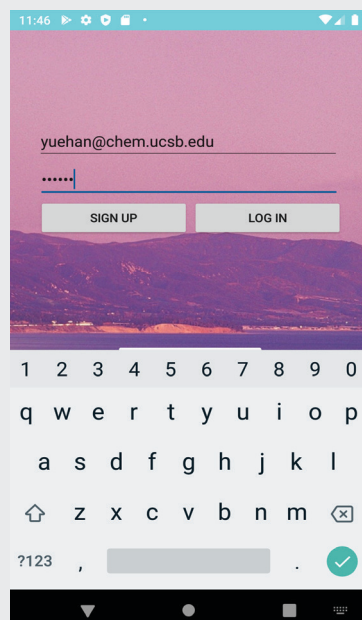 11:46
yuehan@chem.ucsb.edu
••••••
SIGN UP LOG IN
1 2 3 4 5 6 7 8 9 0
q w e r t y u i o p
a s d f g h j k l
z x c v b n m
?123 , .